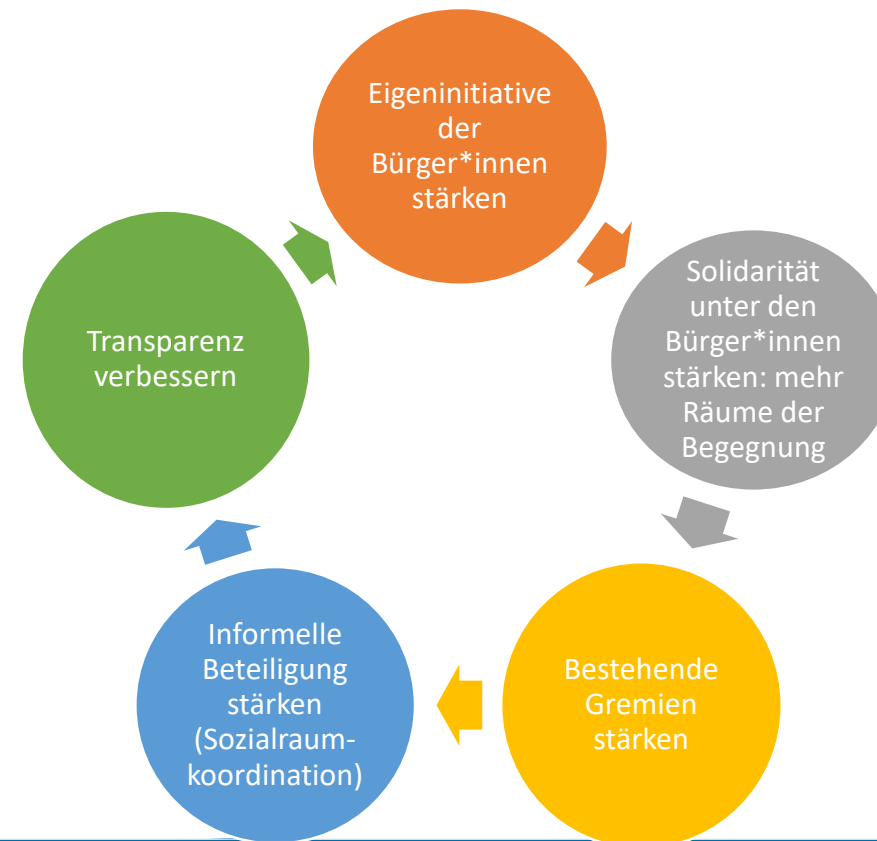 Eigeninitiative
der
Bürger*innen
stärken
Solidarität
unter den
Bürger*innen
stärken: mehr
Räume der
Begegnung
Bestehende
Gremien
stärken
Informelle
Beteiligung
stärken
(Sozialraum-
koordination)
Transparenz
verbessern